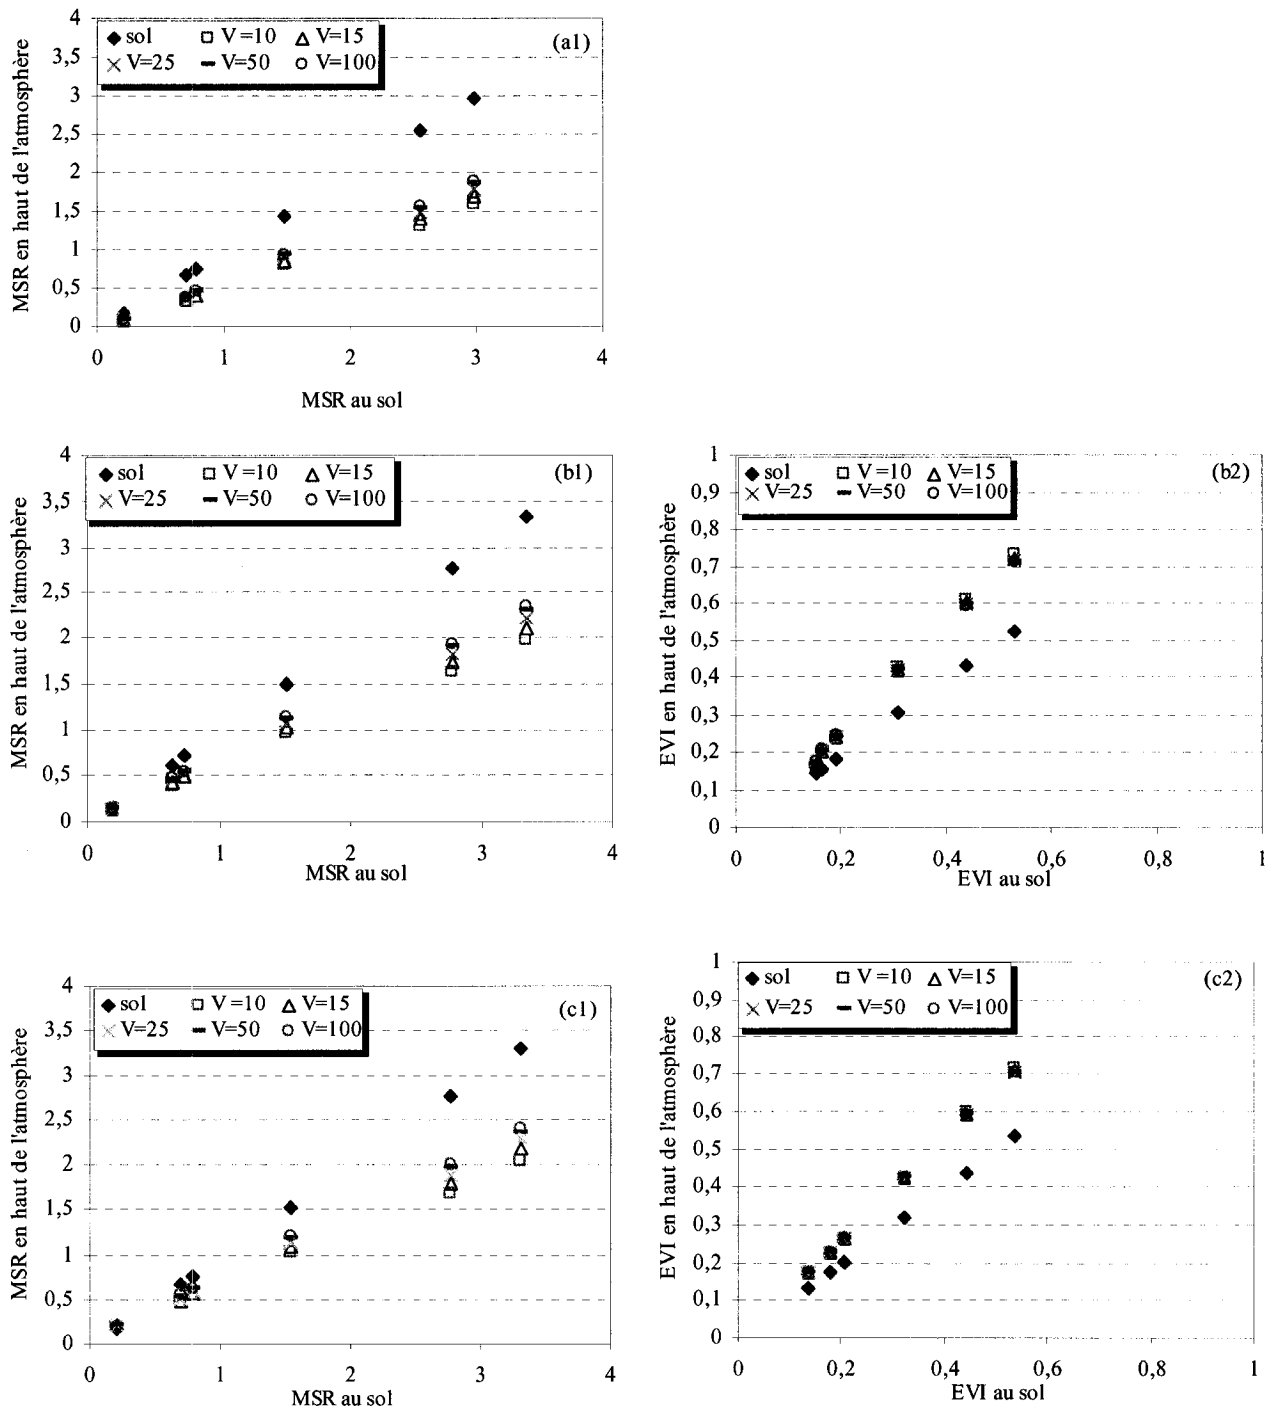 4
3,5
3
2,5
2
1,5
1
0,5
0
MSR en haut de l'atmosphère
sol V =10 V=15
V=25 V=50 V=100
(a1)
0 1 2 3 4
MSR au sol
4
3,5
3
2,5
2
1,5
1
0,5
0
MSR en haut de l'atmosphère
sol V =10 V=15
V=25 V=50 V=100
(b1)
0 1 2 3 4
MSR au sol
1
0,9
0,8
0,7
0,6
0,5
0,4
0,3
0,2
0,1
0
EVI en haut de l'atmosphère
sol V =10 V=15
V=25 V=50 V=100
(b2)
0 0,2 0,4 0,6 0,8 1
EVI au sol
4
3,5
3
2,5
2
1,5
1
0,5
0
MSR en haut de l'atmosphère
sol V =10 V=15
V=25 V=50 V=100
(c1)
0 1 2 3 4
MSR au sol
1
0,9
0,8
0,7
0,6
0,5
0,4
0,3
0,2
0,1
0
EVI en haut de l'atmosphère
sol V =10 V=15
V=25 V=50 V=100
(c2)
0 0,2 0,4 0,6 0,8 1
EVI au sol